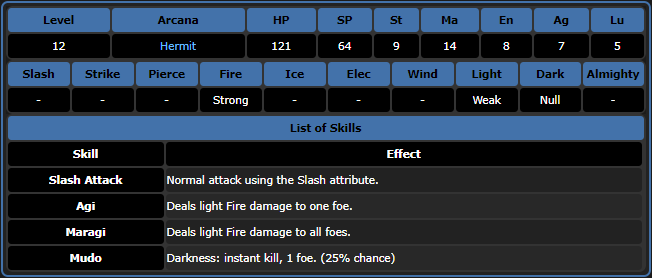 Level Arcana HP SP St Ma En Ag Lu
12 Hermit 121 64 9 14 8 7 5
Slash Strike Pierce Fire Ice Elec Wind Light Dark Almighty
- - - Strong - - - Weak Null -
List of Skills
Skill Effect
Slash Attack Normal attack using the Slash attribute.
Agi Deals light Fire damage to one foe.
Maragi Deals light Fire damage to all foes.
Mudo Darkness: instant kill, 1 foe. (25% chance)